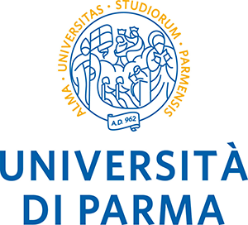 ALMA · UNIVERSITAS · STUDIORUM · PARMENSIS
A.D. 962
UNIVERSITÀ
DI PARMA